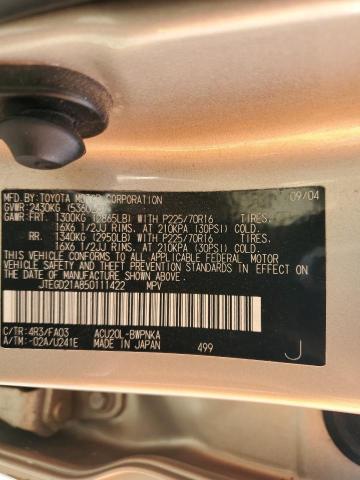 MFD. BY: TOYOTA MOTOR CORPORATION 09/04
GVWR: 2430KG (5360LB)
GAWR: FRT. 1300KG (2865LB) WITH P225/70R16 TIRES,
16X6 1/2JJ RIMS, AT 210KPA (30PSI) COLD.
RR. 1340KG (2950LB) WITH P225/70R16 TIRES,
16X6 1/2JJ RIMS, AT 210KPA (30PSI) COLD.
THIS VEHICLE CONFORMS TO ALL APPLICABLE FEDERAL MOTOR
VEHICLE SAFETY AND
STANDARDS IN EFFECT ON THE DATE OF
MANUFACTURE SHOWN ABOVE.
JTEGD21A850111422 MPV
C/TR: 4R3/FA03 ACU20L-BWPNKA
A/TM: -02A/U241E MADE IN JAPAN 499 J